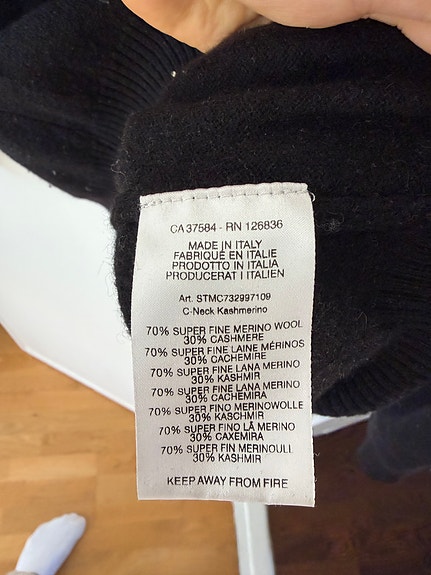 CA 37584 - RN 126836
MADE IN ITALY
FABRIQUÉ EN ITALIE
PRODOTTO IN ITALIA
PRODUCERAT I ITALIEN
Art. STMC732997109
C-Neck Kashmerino
70% SUPER FINE MERINO WOOL
30% CASHMERE
70% SUPER FINE LAINE MÉRINOS
30% CACHEMIRE
70% SUPER FINE LANA MERINO
30% KASHMIR
70% SUPER FINE LANA MERINO
30% CACHEMIRA
70% SUPER FINO MERINOWOLLE
30% KASCHMIR
70% SUPER FINO LÃ MERINO
30% CAXEMIRA
70% SUPER FIN MERINOULL
30% KASHMIR
KEEP AWAY FROM FIRE